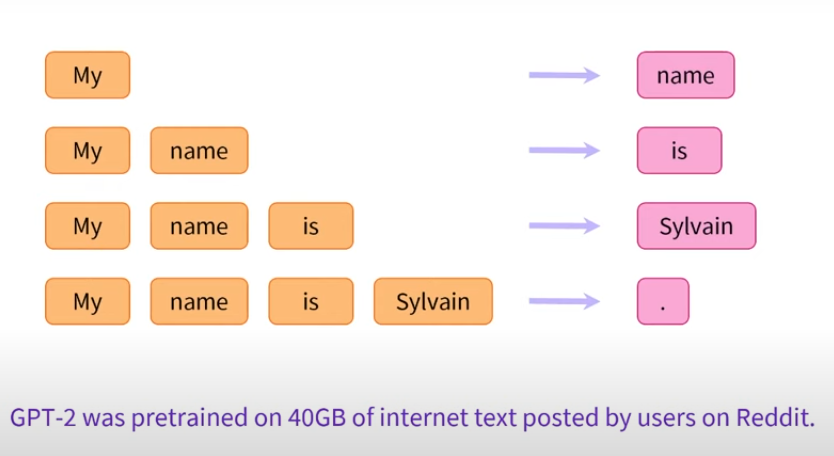 My name
My name is
My name is Sylvain
My name is Sylvain .
GPT-2 was pretrained on 40GB of internet text posted by users on Reddit.